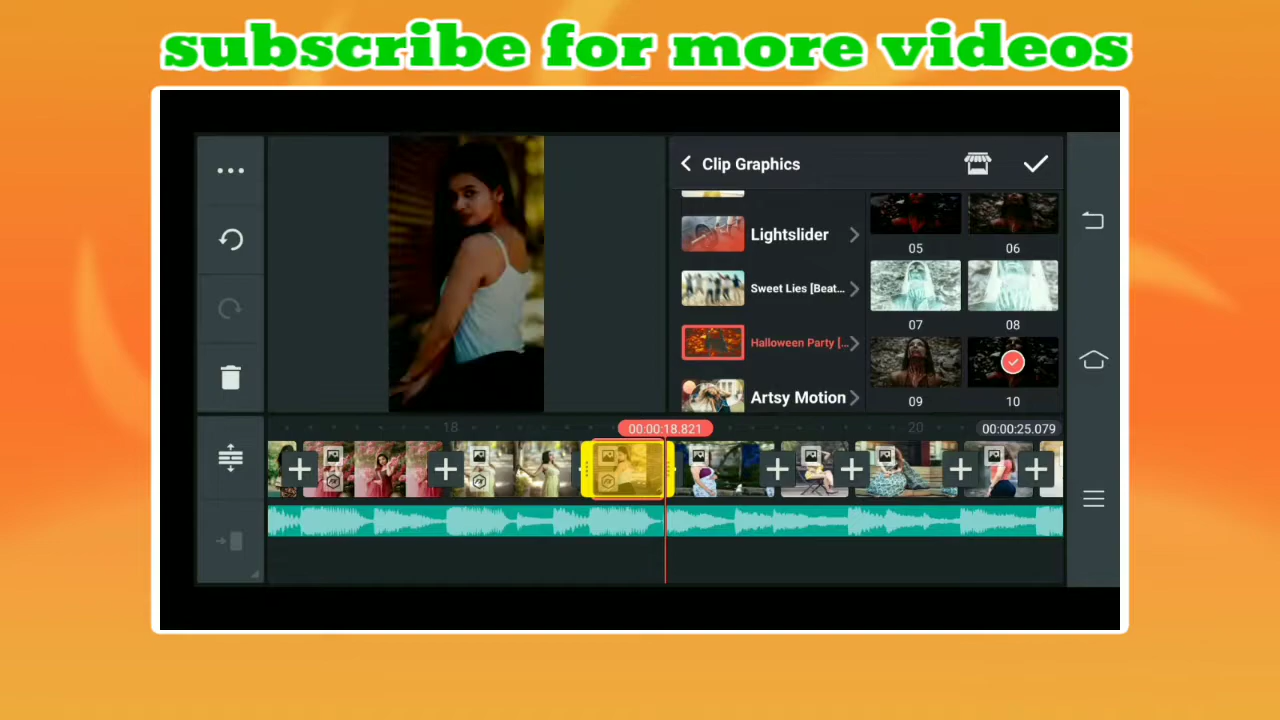 subscribe for more videos
Clip Graphics
Lightslider
Sweet Lies [Beat...
Halloween Party [...
Artsy Motion
05
06
07
08
09
10
18
00:00:18.821
20
00:00:25.079